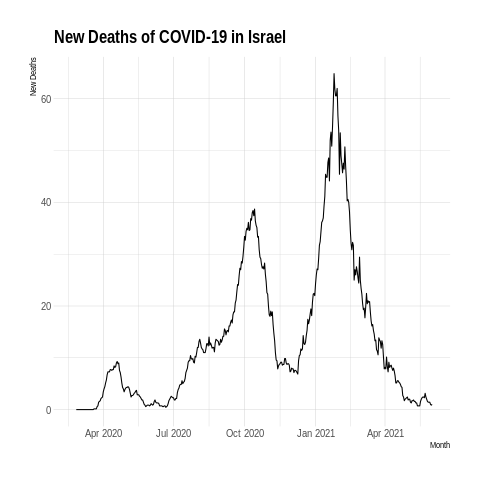 New Deaths of COVID-19 in Israel
New Deaths
60
40
20
0
Apr 2020 Jul 2020 Oct 2020 Jan 2021 Apr 2021
Month